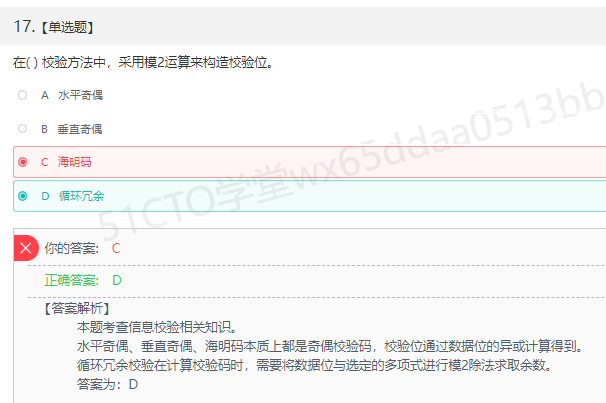 17.【单选题】
在( ) 校验方法中，采用模2运算来构造校验位。
A 水平奇偶
B 垂直奇偶
C 海明码
D 循环冗余
51CTO学堂wx65ddaa0513bb
你的答案: C
正确答案: D
【答案解析】
本题考查信息校验相关知识。
水平奇偶、垂直奇偶、海明码本质上都是奇偶校验码，校验位通过数据位的异或计算得到。
循环冗余校验在计算校验码时，需要将数据位与选定的多项式进行模2除法求取余数。
答案为：D